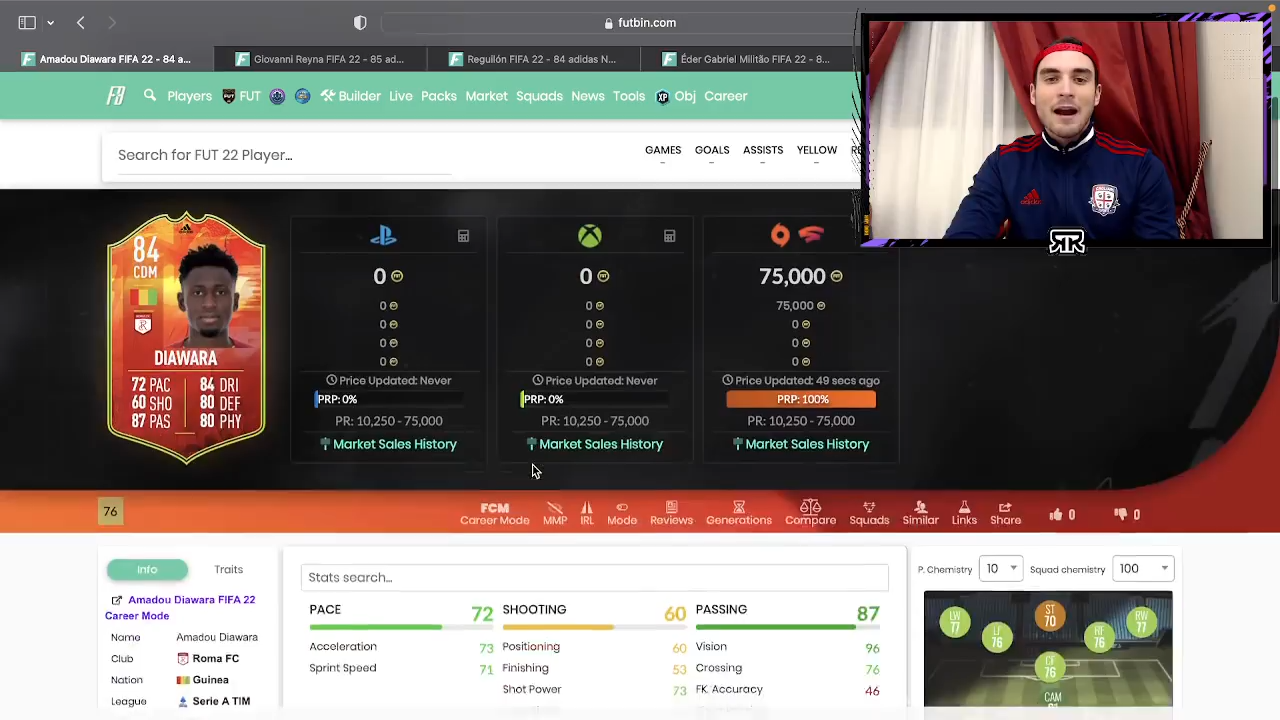 futbin.com
Amadou Diawara FIFA 22 - 84 a...
Giovanni Reyna FIFA 22 - 85 ad...
Reguilón FIFA 22 - 84 adidas N...
Éder Gabriel Militão FIFA 22 - 8...
Players FUT Builder Live Packs Market Squads News Tools XP Obj Career
Search for FUT 22 Player...
GAMES GOALS ASSISTS YELLOW
- - - -
84
CDM
DIAWARA
72 PAC 84 DRI
60 SHO 80 DEF
87 PAS 80 PHY
0
0
0
0
0
Price Updated: Never
PRP: 0%
PR: 10,250 - 75,000
Market Sales History
0
0
0
0
0
Price Updated: Never
PRP: 0%
PR: 10,250 - 75,000
Market Sales History
75,000
75,000
0
0
0
Price Updated: 49 secs ago
PRP: 100%
PR: 10,250 - 75,000
Market Sales History
76
FCM
Career Mode MMP IRL Mode Reviews Generations Compare Squads Similar Links Share 0 0
Info Traits
Amadou Diawara FIFA 22
Career Mode
Name Amadou Diawara
Club Roma FC
Nation Guinea
League Serie A TIM
Stats search...
PACE 72
Acceleration 73
Sprint Speed 71
SHOOTING 60
Positioning 60
Finishing 53
Shot Power 73
PASSING 87
Vision 96
Crossing 76
FK. Accuracy 46
P. Chemistry 10 Squad chemistry 100
LW
77
LF
76
ST
70
RF
76
RW
77
CF
76
CAM